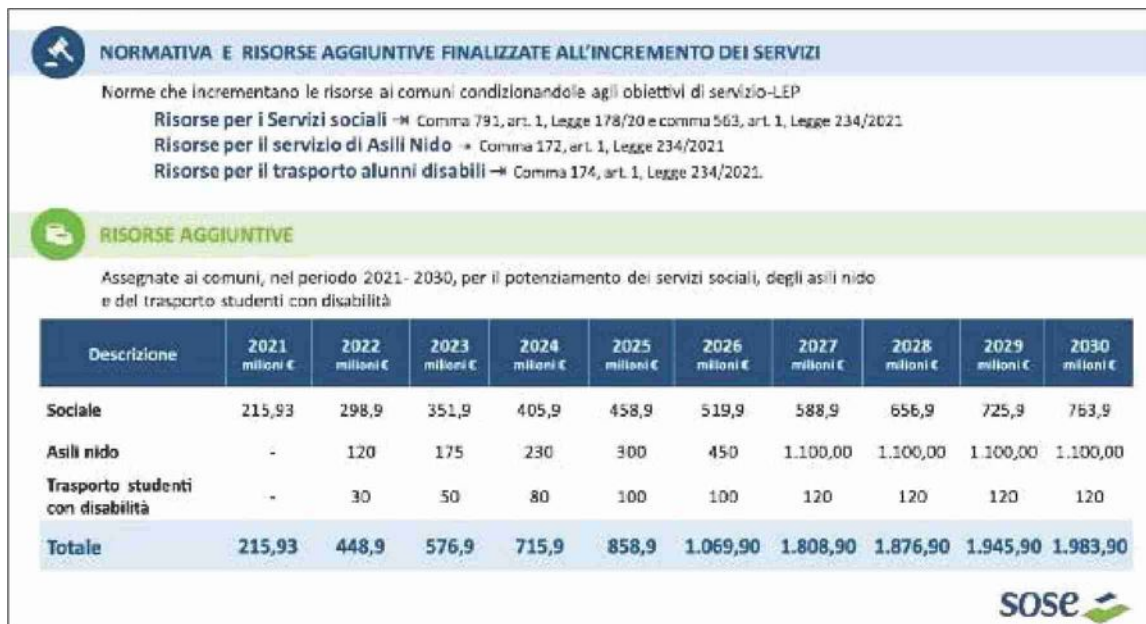 NORMATIVA E RISORSE AGGIUNTIVE FINALIZZATE ALL'INCREMENTO DEI SERVIZI
Norme che incrementano le risorse ai comuni condizionandole agli obiettivi di servizio-LEP
Risorse per i Servizi sociali ⇥ Comma 791, art. 1, Legge 178/20 e comma 563, art. 1, Legge 234/2021
Risorse per il servizio di Asili Nido ⇥ Comma 172, art. 1, Legge 234/2021
Risorse per il trasporto alunni disabili ⇥ Comma 174, art. 1, Legge 234/2021.
RISORSE AGGIUNTIVE
Assegnate ai comuni, nel periodo 2021- 2030, per il potenziamento dei servizi sociali, degli asili nido
e del trasporto studenti con disabilità
Descrizione 2021 2022 2023 2024 2025 2026 2027 2028 2029 2030
milioni € milioni € milioni € milioni € milioni € milioni € milioni € milioni € milioni € milioni €
Sociale 215,93 298,9 351,9 405,9 458,9 519,9 588,9 656,9 725,9 763,9
Asili nido - 120 175 230 300 450 1.100,00 1.100,00 1.100,00 1.100,00
Trasporto studenti
con disabilità - 30 50 80 100 100 120 120 120 120
Totale 215,93 448,9 576,9 715,9 858,9 1.069,90 1.808,90 1.876,90 1.945,90 1.983,90
sose